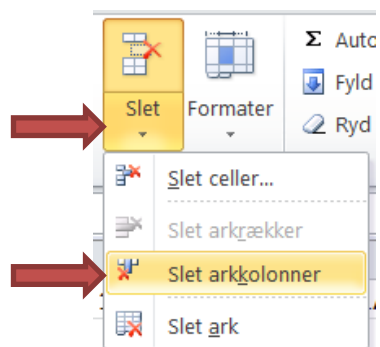 Σ Auto
Fyld
Ryd
Slet
Formater
Slet celler...
Slet arkrækker
Slet arkkolonner
Slet ark